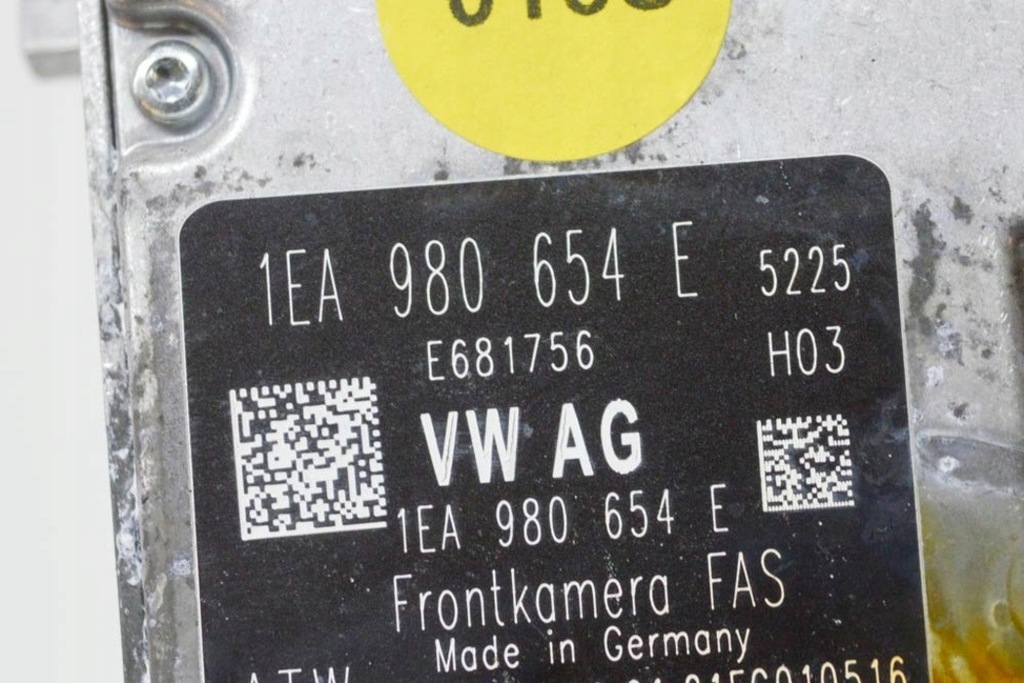 1EA 980 654 E 5225
E681756 H03
VW AG
1EA 980 654 E
Frontkamera FAS
Made in Germany